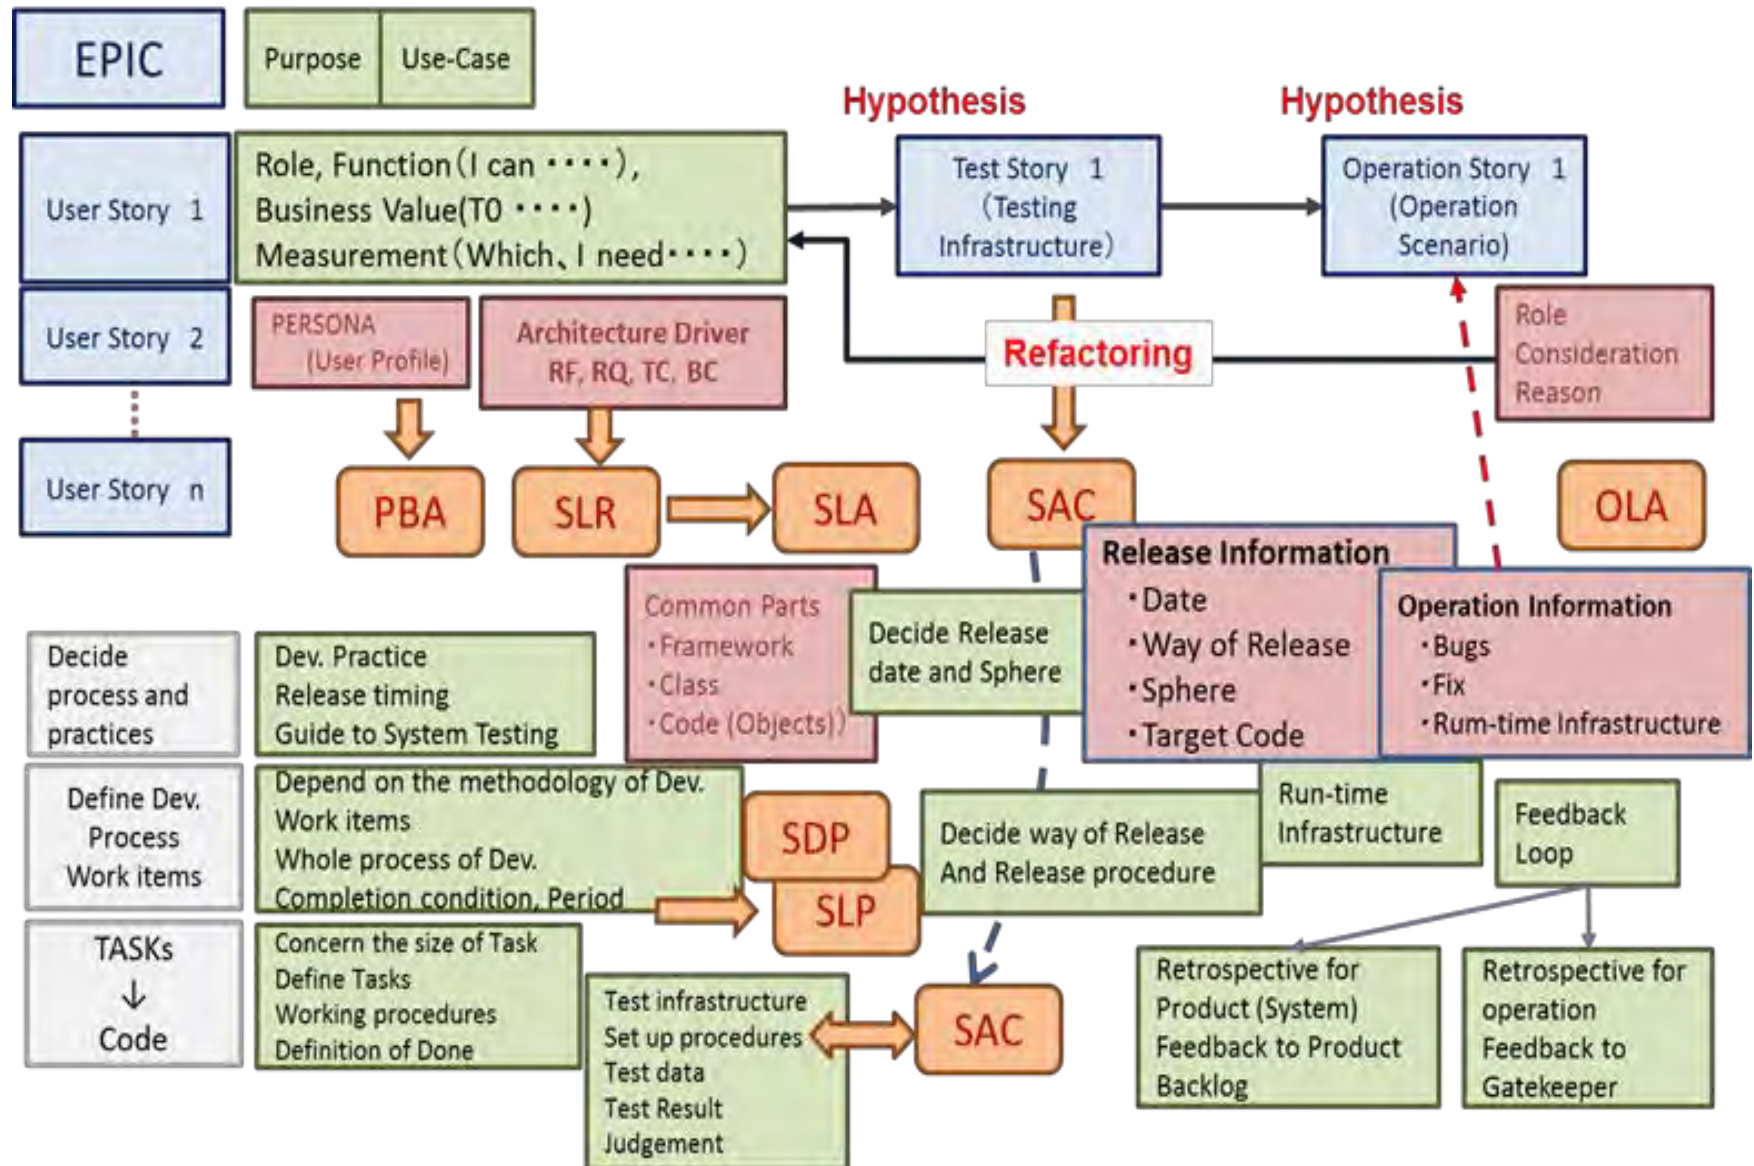 EPIC
Purpose
Use-Case
Hypothesis
Hypothesis
User Story 1
Role, Function(I can ････),
Business Value(T0 ････)
Measurement(Which、I need････)
Test Story 1
(Testing
Infrastructure)
Operation Story 1
(Operation
Scenario)
User Story 2
PERSONA
(User Profile)
Architecture Driver
RF, RQ, TC, BC
Refactoring
Role
Consideration
Reason
User Story n
PBA
SLR
SLA
SAC
OLA
Common Parts
・Framework
・Class
・Code (Objects))
Decide Release
date and Sphere
Release Information
・Date
・Way of Release
・Sphere
・Target Code
Operation Information
・Bugs
・Fix
・Rum-time Infrastructure
Decide
process and
practices
Dev. Practice
Release timing
Guide to System Testing
Define Dev.
Process
Work items
Depend on the methodology of Dev.
Work items
Whole process of Dev.
Completion condition, Period
SDP
SLP
Decide way of Release
And Release procedure
Run-time
Infrastructure
Feedback
Loop
TASKs
↓
Code
Concern the size of Task
Define Tasks
Working procedures
Definition of Done
Test infrastructure
Set up procedures
Test data
Test Result
Judgement
SAC
Retrospective for
Product (System)
Feedback to Product
Backlog
Retrospective for
operation
Feedback to
Gatekeeper